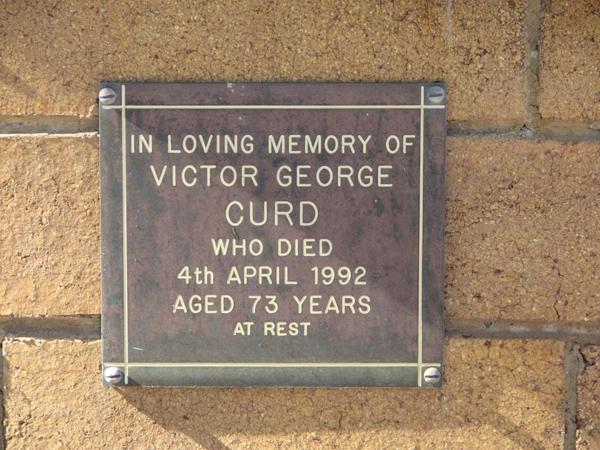 IN LOVING MEMORY OF
VICTOR GEORGE
CURD
WHO DIED
4th APRIL 1992
AGED 73 YEARS
AT REST